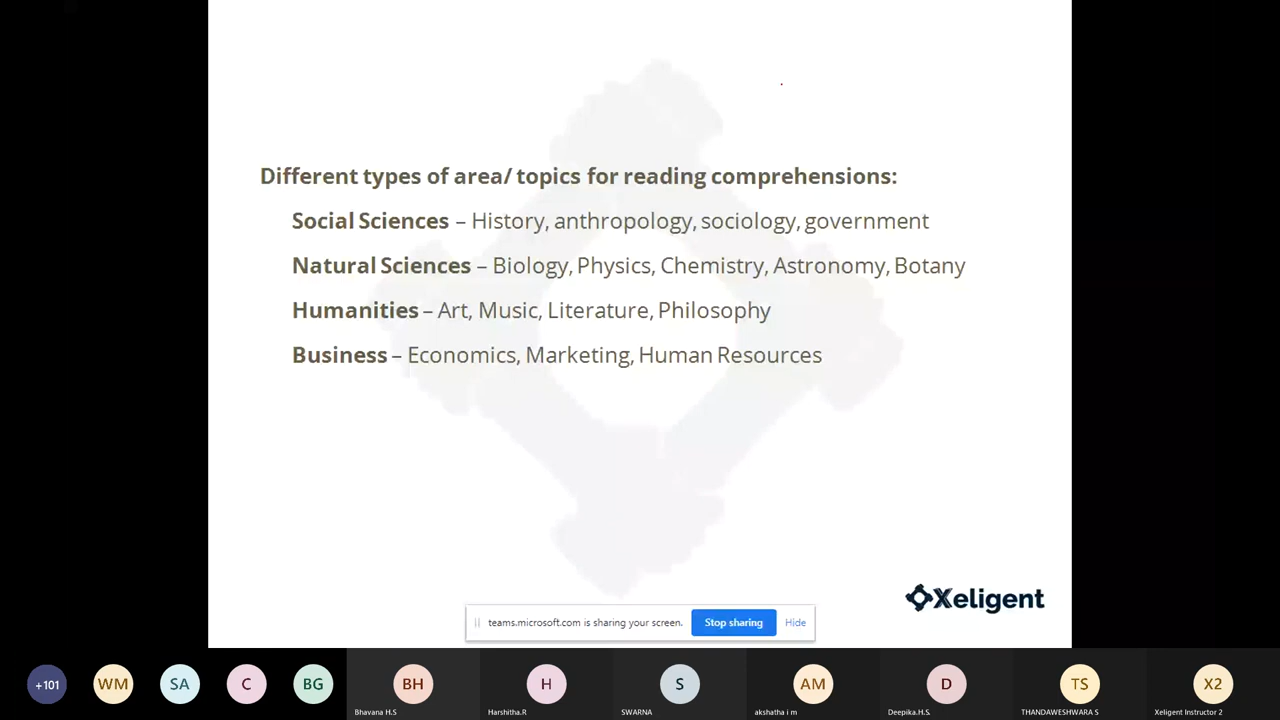 Different types of area/ topics for reading comprehensions:
Social Sciences – History, anthropology, sociology, government
Natural Sciences – Biology, Physics, Chemistry, Astronomy, Botany
Humanities – Art, Music, Literature, Philosophy
Business – Economics, Marketing, Human Resources
Xeligent
teams.microsoft.com is sharing your screen. Stop sharing Hide
+101 WM SA C BG BH H S AM D TS X2
Bhavana H.S Harshitha.R SWARNA akshatha i m Deepika.H.S. THANDAWESHWARA S Xeligent Instructor 2